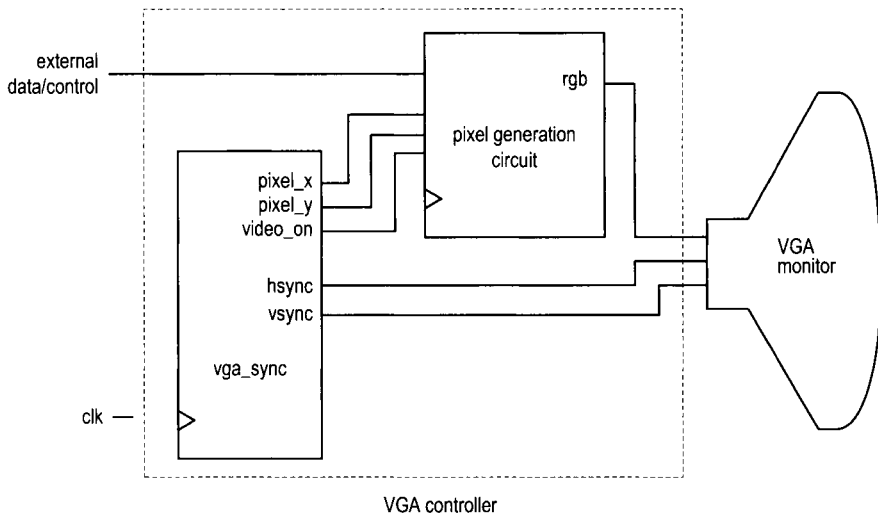 external
data/control
rgb
pixel generation
circuit
pixel_x
pixel_y
video_on
hsync
vsync
vga_sync
clk
VGA
monitor
VGA controller